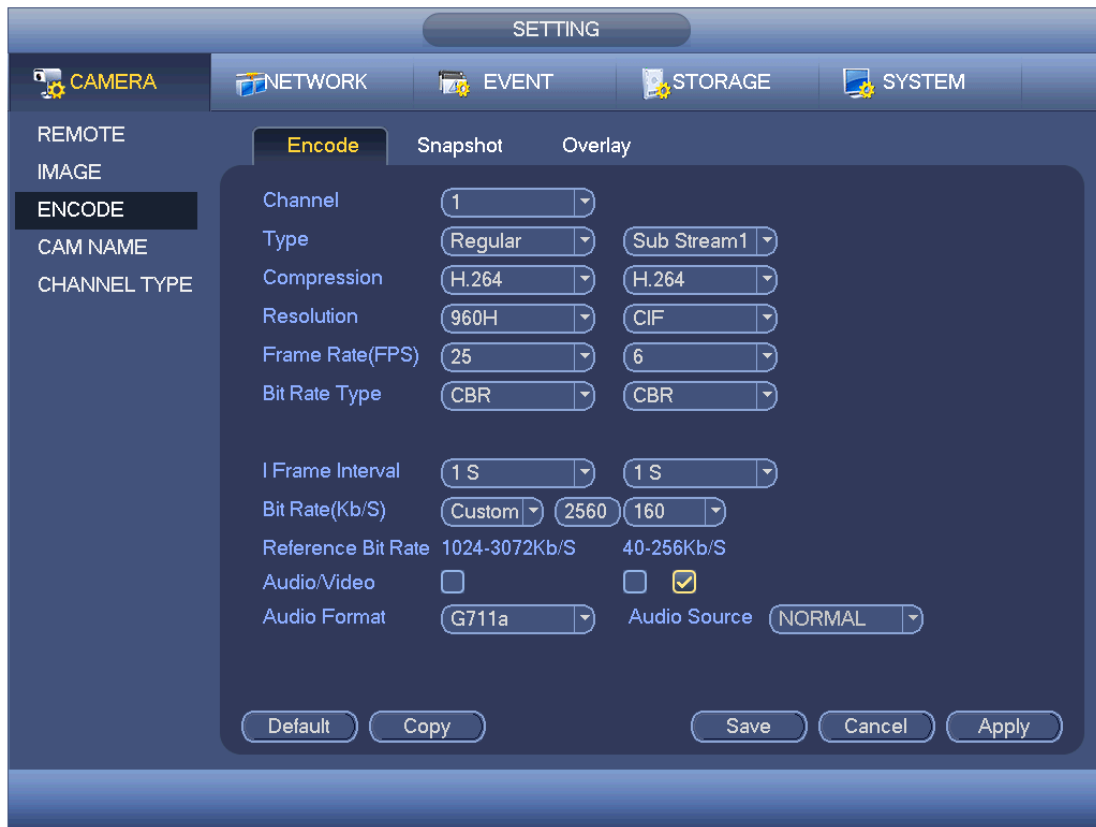 SETTING
CAMERA NETWORK EVENT STORAGE SYSTEM
REMOTE
IMAGE
ENCODE
CAM NAME
CHANNEL TYPE
Encode Snapshot Overlay
Channel 1
Type Regular Sub Stream1
Compression H.264 H.264
Resolution 960H CIF
Frame Rate(FPS) 25 6
Bit Rate Type CBR CBR
I Frame Interval 1 S 1 S
Bit Rate(Kb/S) Custom 2560 160
Reference Bit Rate 1024-3072Kb/S 40-256Kb/S
Audio/Video
Audio Format G711a Audio Source NORMAL
Default Copy Save Cancel Apply